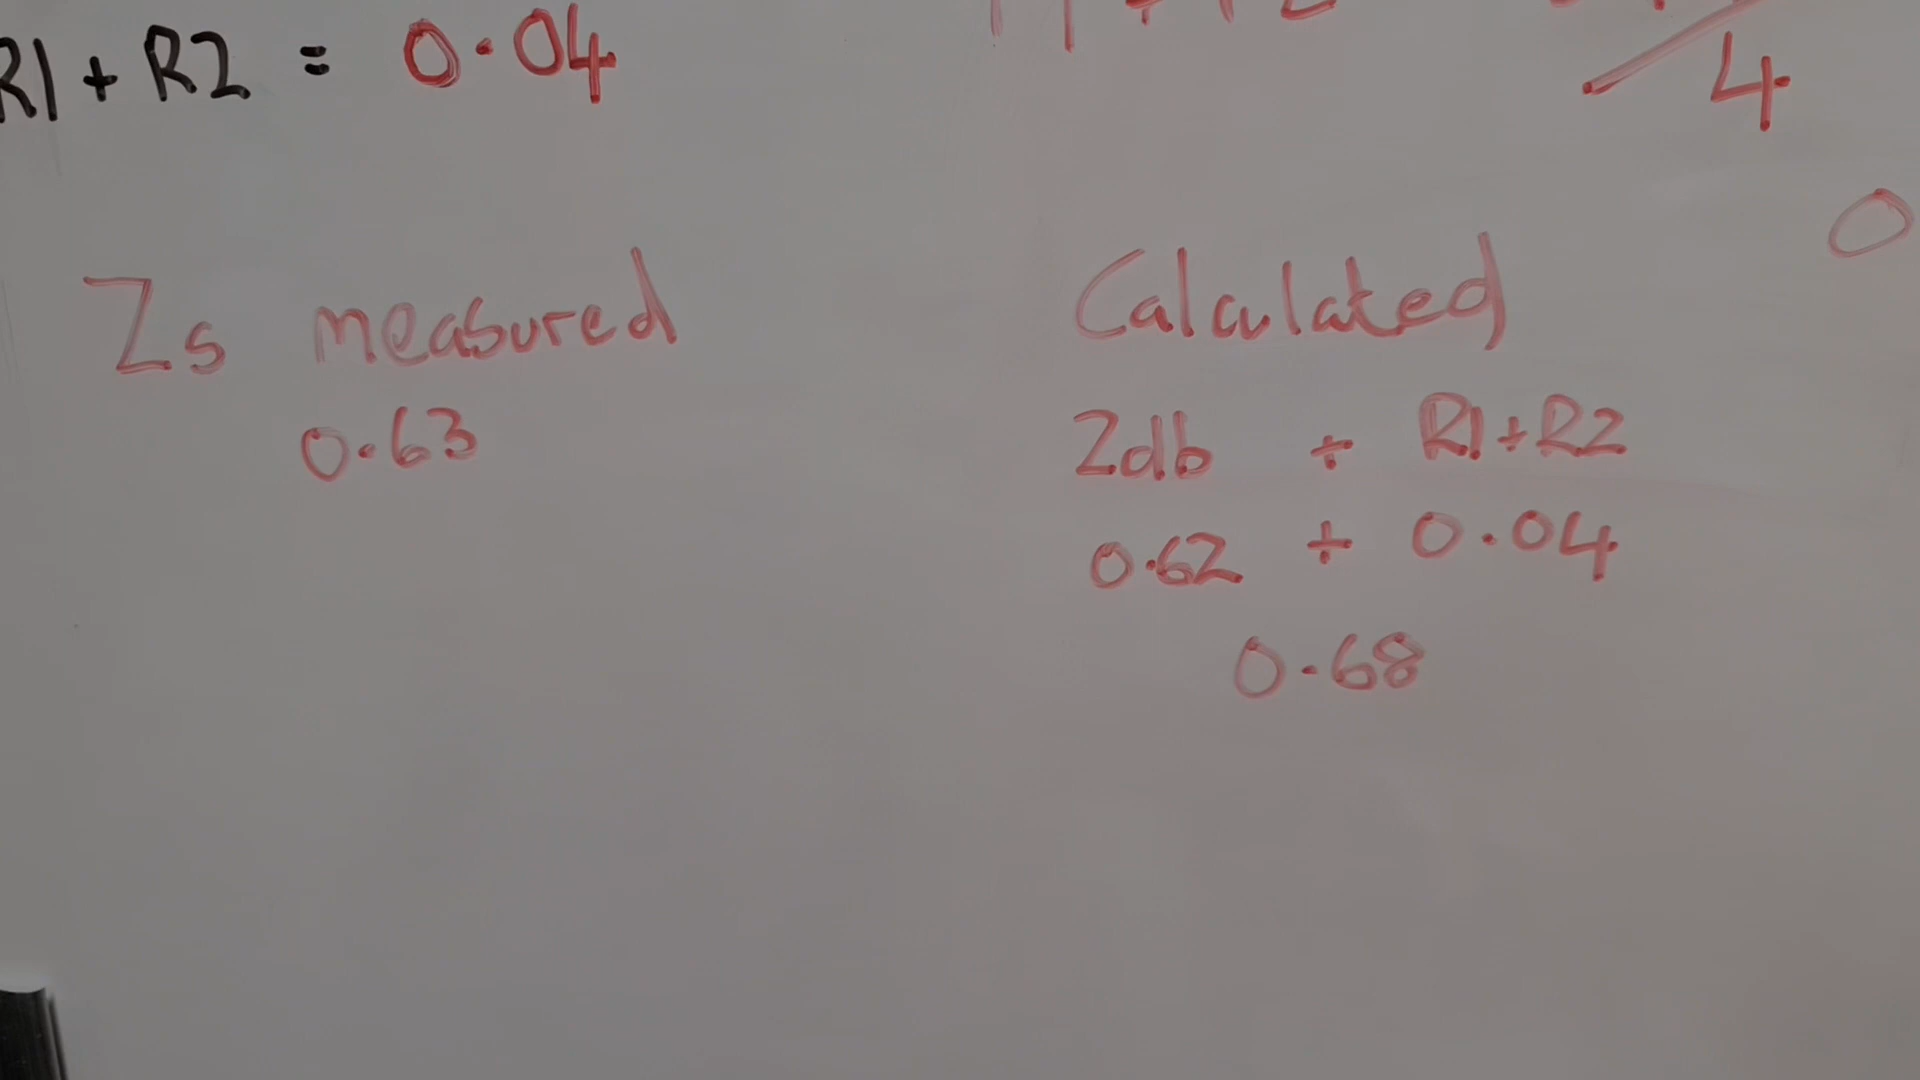 R1 + R2 = 0.04
4
0
Zs measured
0.63
Calculated
Zdb + R1+R2
0.62 + 0.04
0.68